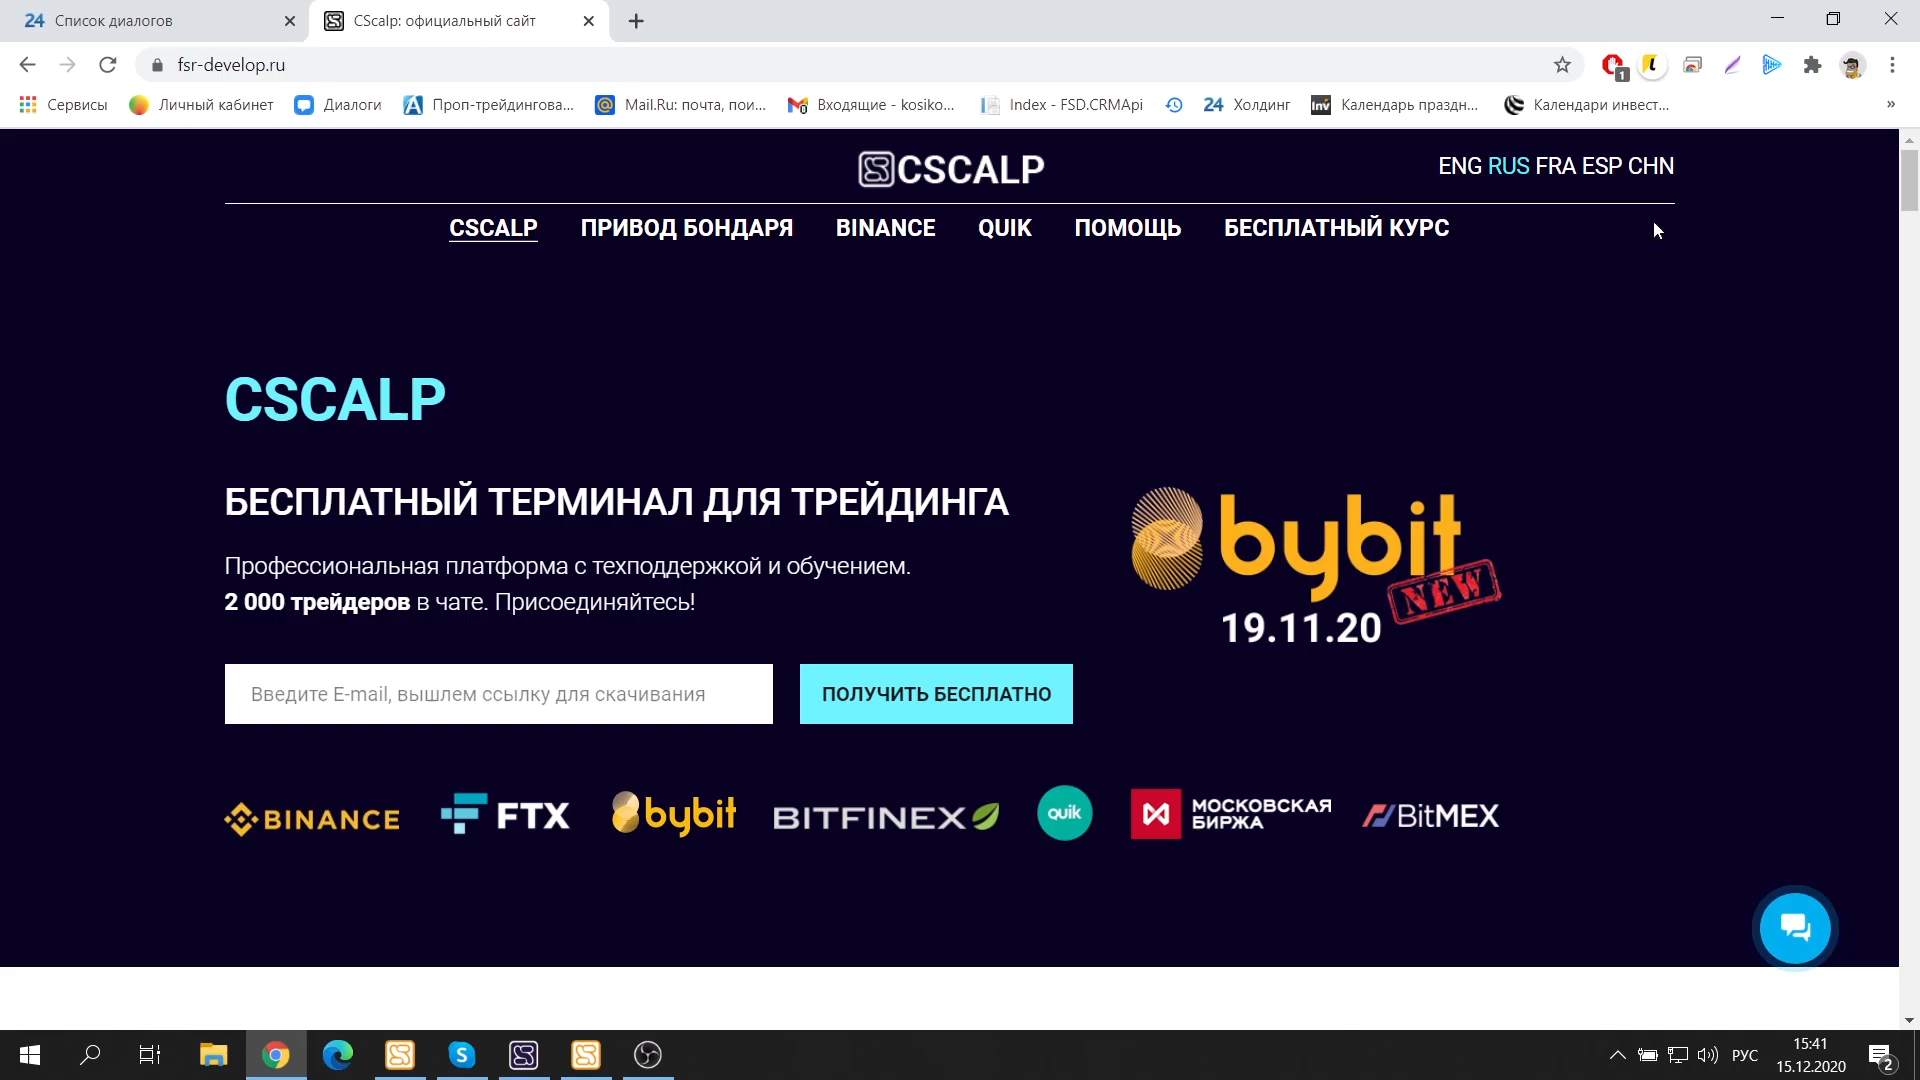 24 Список диалогов
CScalp: официальный сайт
fsr-develop.ru
1
Сервисы
Личный кабинет
Диалоги
Проп-трейдингова...
Mail.Ru: почта, пои...
Входящие - kosiko...
Index - FSD.CRMApi
24 Холдинг
Inv Календарь праздн...
Календари инвест...
»
CSCALP
ENG RUS FRA ESP CHN
CSCALP
ПРИВОД БОНДАРЯ
BINANCE
QUIK
ПОМОЩЬ
БЕСПЛАТНЫЙ КУРС
CSCALP
БЕСПЛАТНЫЙ ТЕРМИНАЛ ДЛЯ ТРЕЙДИНГА
Профессиональная платформа с техподдержкой и обучением.
2 000 трейдеров в чате. Присоединяйтесь!
bybit
NEW
19.11.20
Введите E-mail, вышлем ссылку для скачивания
ПОЛУЧИТЬ БЕСПЛАТНО
BINANCE
FTX
bybit
BITFINEX
quik
МОСКОВСКАЯ
БИРЖА
BitMEX
РУС
15:41
15.12.2020
2